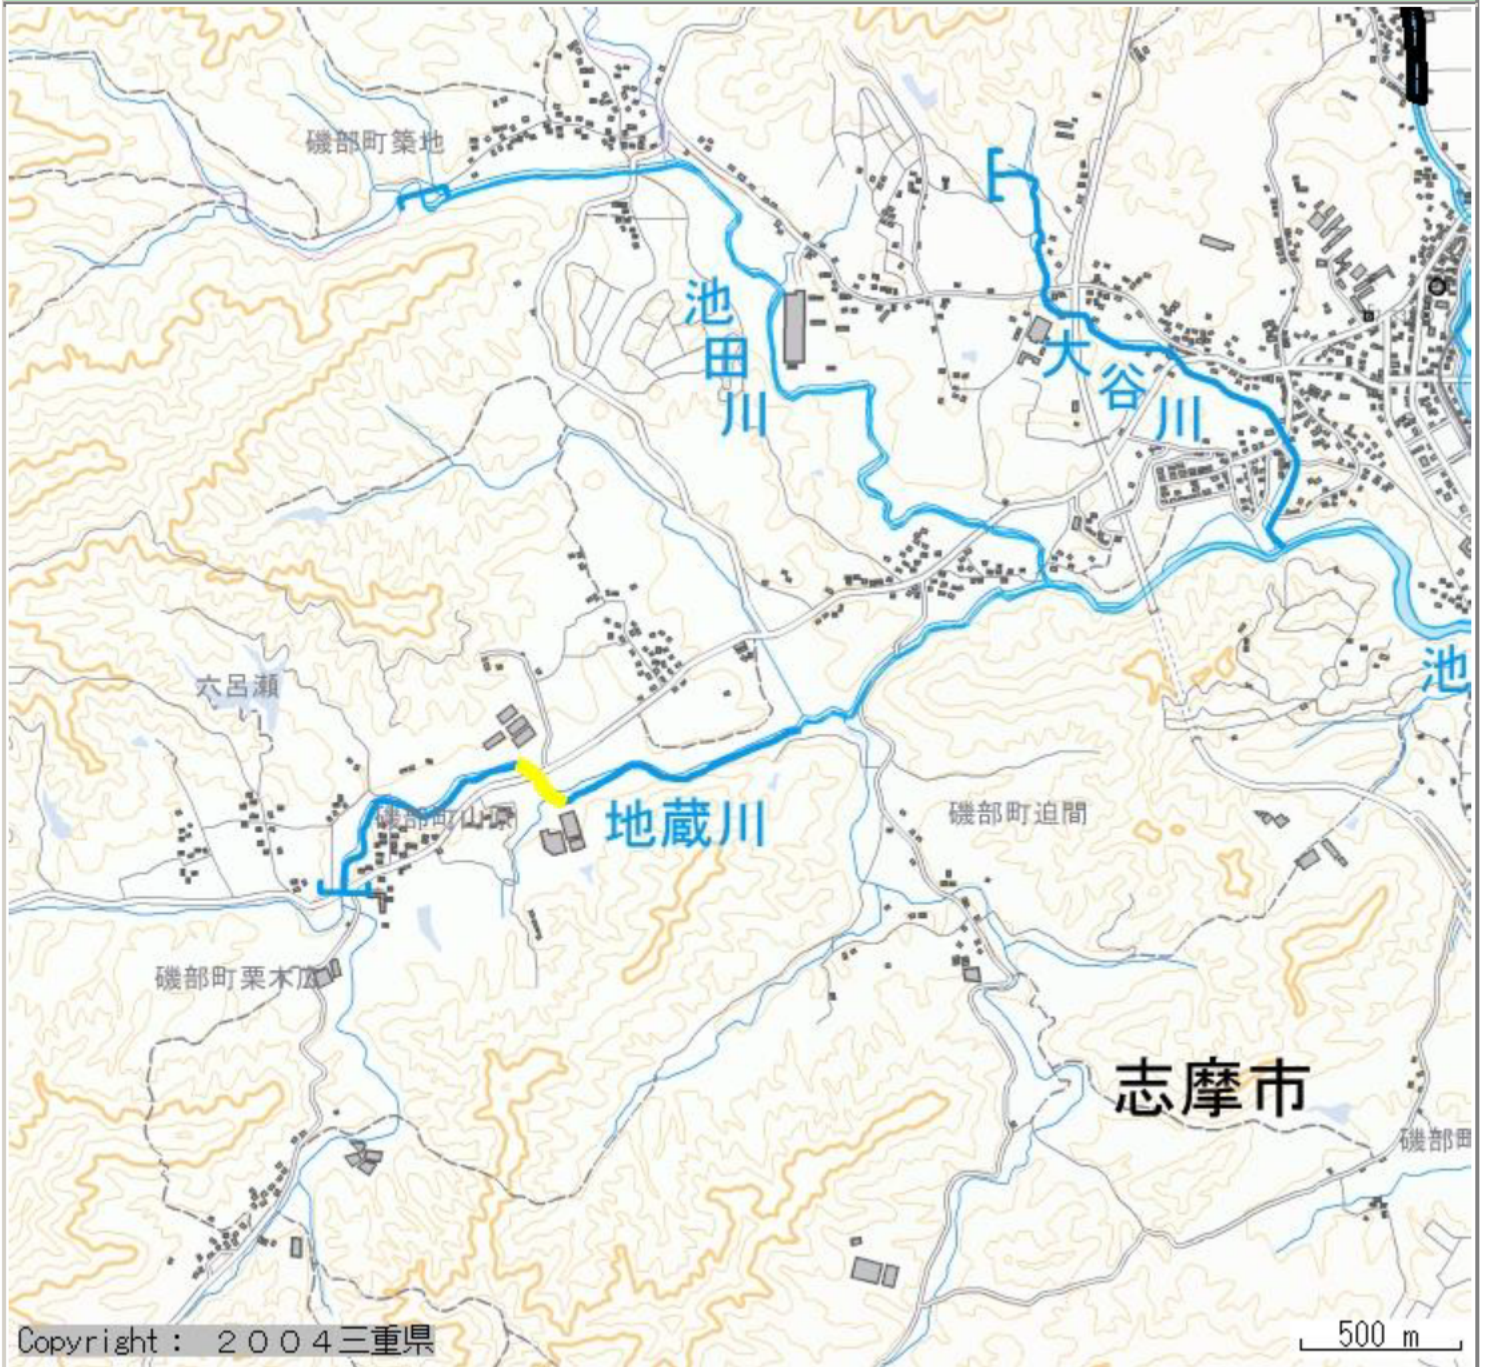 磯部町築地
池田川
大谷川
六呂瀬
池
磯部町山原
地蔵川
磯部町迫間
磯部町栗木広
志摩市
磯部町
Copyright： ２００４三重県
500 m